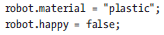 robot.material = "plastic";
robot.happy = false;